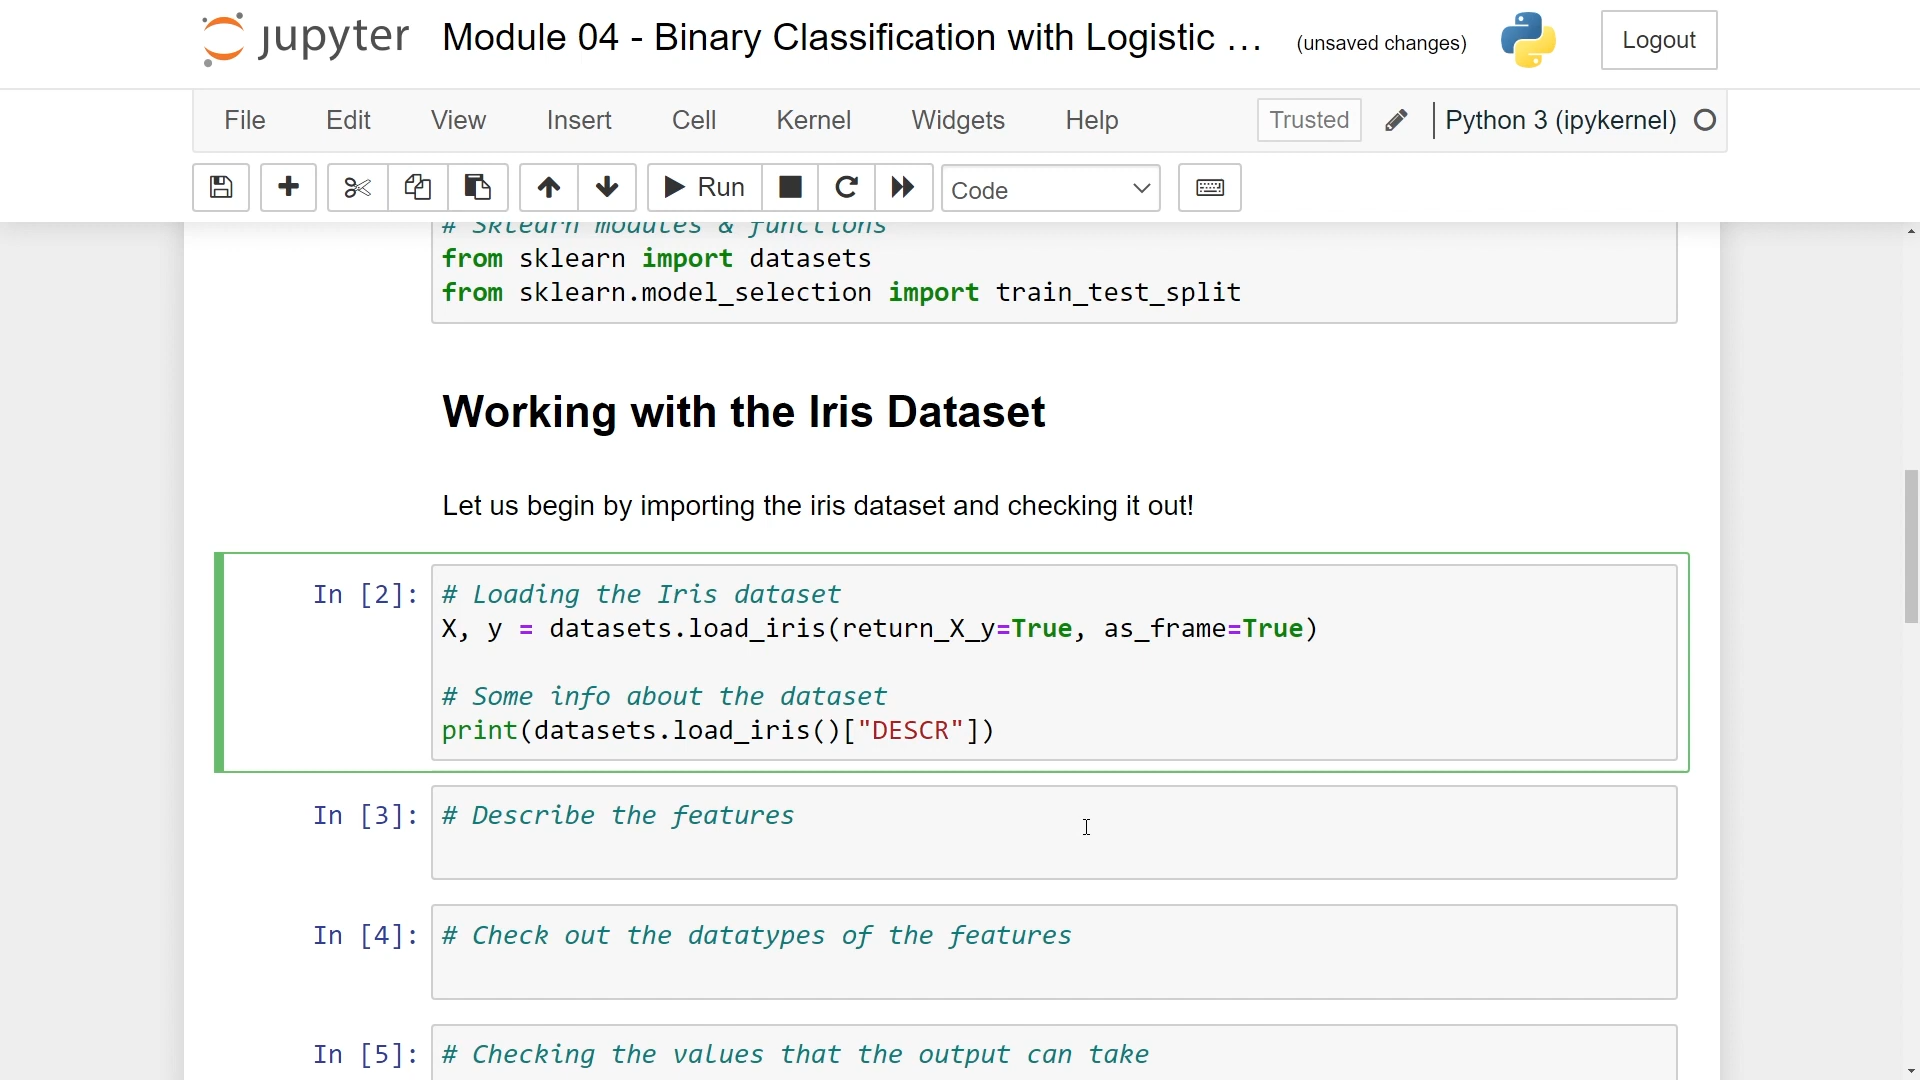 jupyter Module 04 - Binary Classification with Logistic ... (unsaved changes) Logout
File Edit View Insert Cell Kernel Widgets Help Trusted Python 3 (ipykernel)
Run Code
# Sklearn modules & functions
from sklearn import datasets
from sklearn.model_selection import train_test_split
Working with the Iris Dataset
Let us begin by importing the iris dataset and checking it out!
In [2]: # Loading the Iris dataset
X, y = datasets.load_iris(return_X_y=True, as_frame=True)
# Some info about the dataset
print(datasets.load_iris()["DESCR"])
In [3]: # Describe the features
In [4]: # Check out the datatypes of the features
In [5]: # Checking the values that the output can take